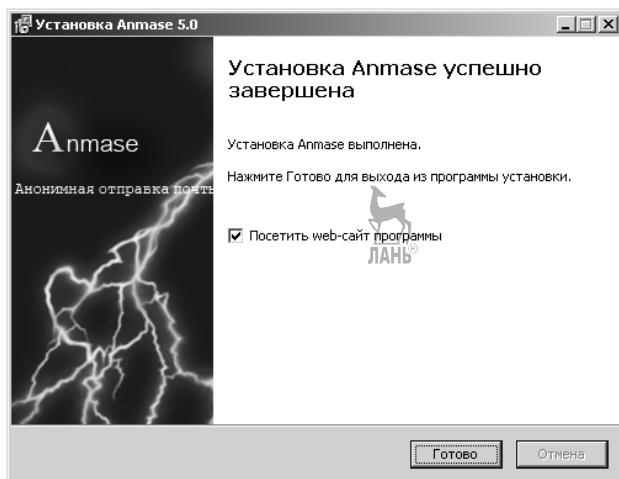 Установка Anmase 5.0
Установка Anmase успешно
завершена
Anmase
Анонимная отправка почты
Установка Anmase выполнена.
Нажмите Готово для выхода из программы установки.
Посетить web-сайт программы
ЛАНЬ®
Готово
Отмена